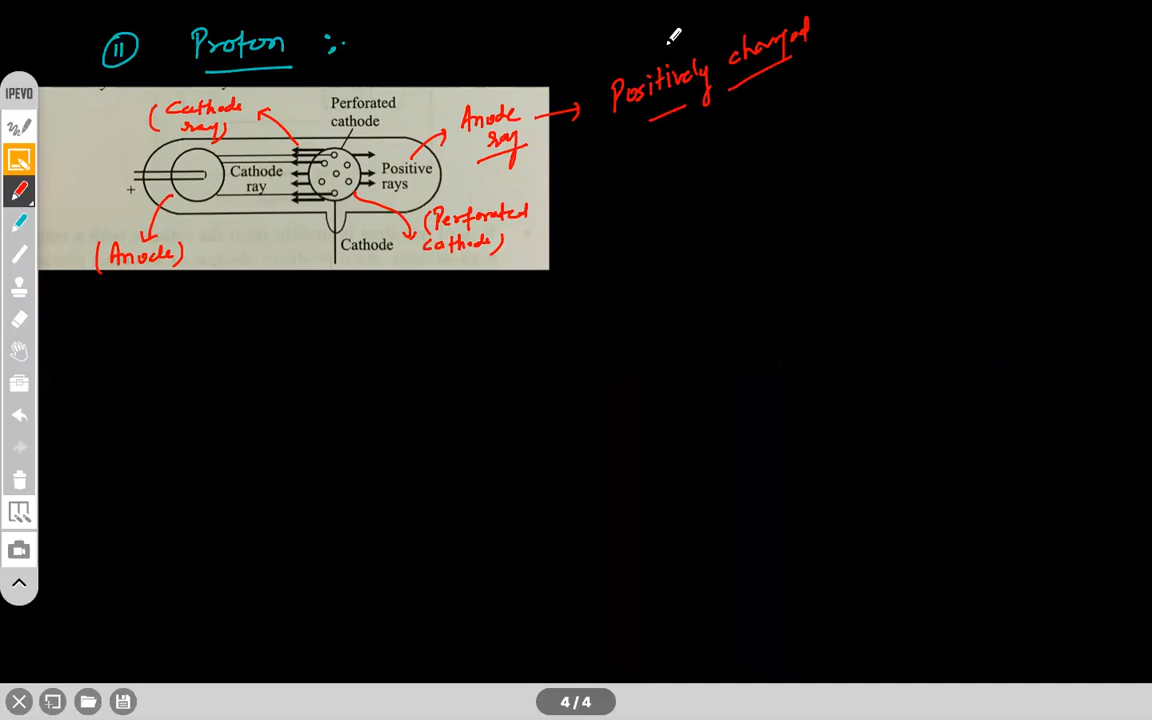 (11) Proton :-
IPEVO
Positively charged
(Cathode
ray)
Perforated
cathode
Anode
ray
Cathode
ray
Positive
rays
+
(Anode)
(Perforated
cathode)
Cathode
4/4